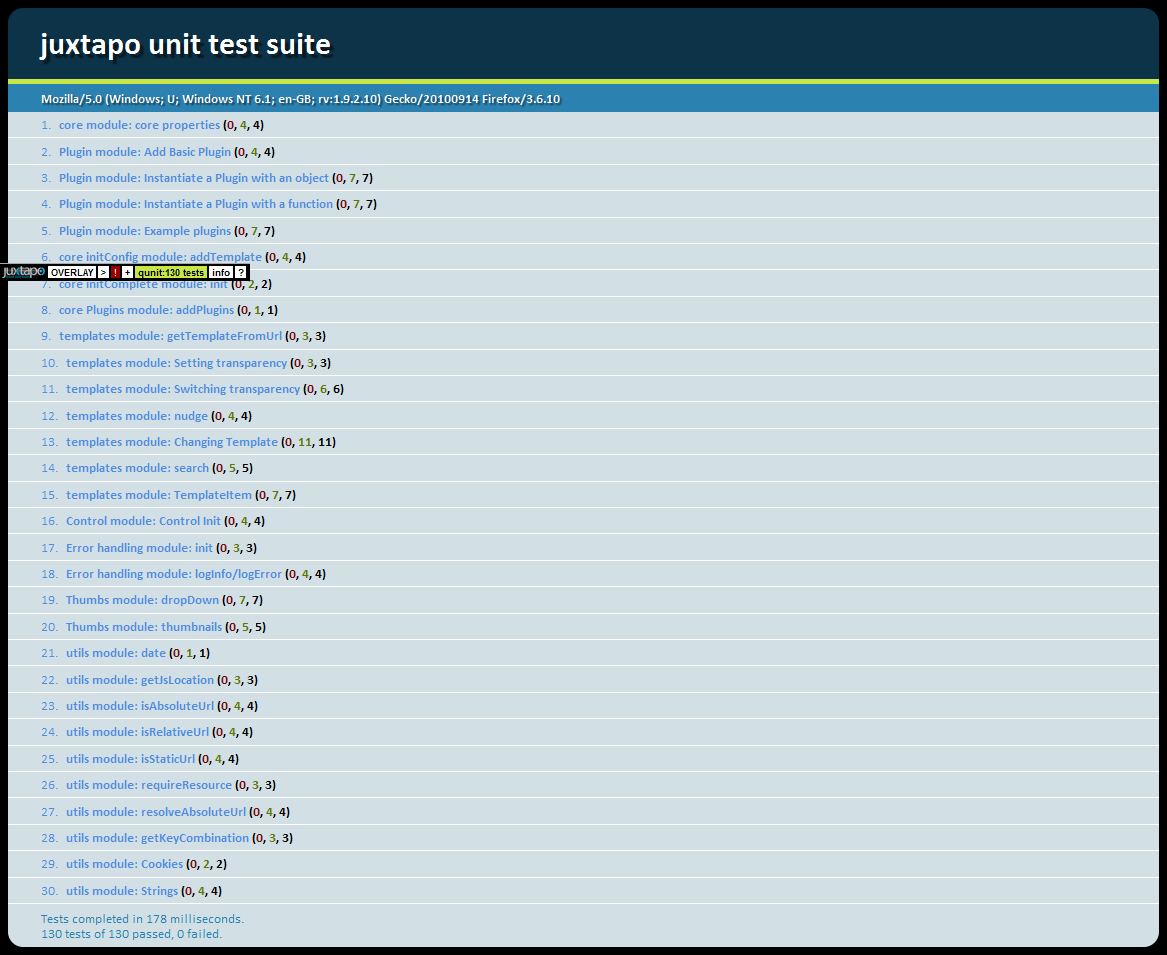 juxtapo unit test suite
Mozilla/5.0 (Windows; U; Windows NT 6.1; en-GB; rv:1.9.2.10) Gecko/20100914 Firefox/3.6.10
1. core module: core properties (0, 4, 4)
2. Plugin module: Add Basic Plugin (0, 4, 4)
3. Plugin module: Instantiate a Plugin with an object (0, 7, 7)
4. Plugin module: Instantiate a Plugin with a function (0, 7, 7)
5. Plugin module: Example plugins (0, 7, 7)
6. core initConfig module: addTemplate (0, 4, 4)
juxtapo OVERLAY > ! + qunit:130 tests info ?
7. core initComplete module: init (0, 2, 2)
8. core Plugins module: addPlugins (0, 1, 1)
9. templates module: getTemplateFromUrl (0, 3, 3)
10. templates module: Setting transparency (0, 3, 3)
11. templates module: Switching transparency (0, 6, 6)
12. templates module: nudge (0, 4, 4)
13. templates module: Changing Template (0, 11, 11)
14. templates module: search (0, 5, 5)
15. templates module: TemplateItem (0, 7, 7)
16. Control module: Control Init (0, 4, 4)
17. Error handling module: init (0, 3, 3)
18. Error handling module: logInfo/logError (0, 4, 4)
19. Thumbs module: dropDown (0, 7, 7)
20. Thumbs module: thumbnails (0, 5, 5)
21. utils module: date (0, 1, 1)
22. utils module: getJsLocation (0, 3, 3)
23. utils module: isAbsoluteUrl (0, 4, 4)
24. utils module: isRelativeUrl (0, 4, 4)
25. utils module: isStaticUrl (0, 4, 4)
26. utils module: requireResource (0, 3, 3)
27. utils module: resolveAbsoluteUrl (0, 4, 4)
28. utils module: getKeyCombination (0, 3, 3)
29. utils module: Cookies (0, 2, 2)
30. utils module: Strings (0, 4, 4)
Tests completed in 178 milliseconds.
130 tests of 130 passed, 0 failed.